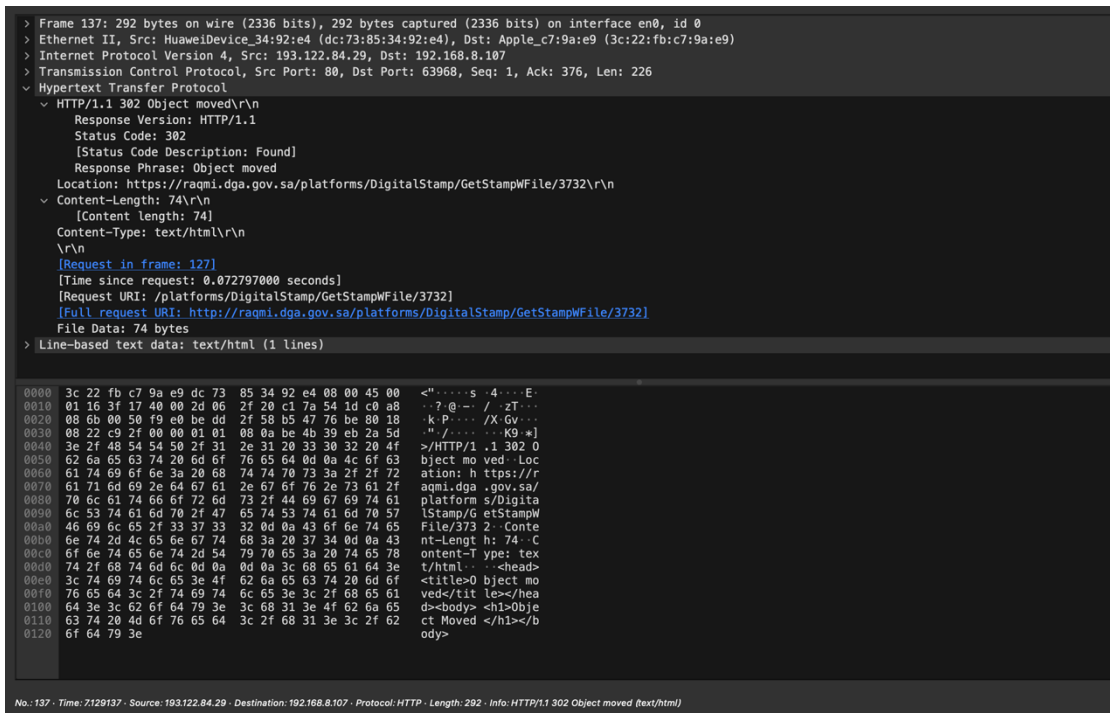 > Frame 137: 292 bytes on wire (2336 bits), 292 bytes captured (2336 bits) on interface en0, id 0
> Ethernet II, Src: HuaweiDevice_34:92:e4 (dc:73:85:34:92:e4), Dst: Apple_c7:9a:e9 (3c:22:fb:c7:9a:e9)
> Internet Protocol Version 4, Src: 193.122.84.29, Dst: 192.168.8.107
> Transmission Control Protocol, Src Port: 80, Dst Port: 63968, Seq: 1, Ack: 376, Len: 226
Hypertext Transfer Protocol
HTTP/1.1 302 Object moved\r\n
Response Version: HTTP/1.1
Status Code: 302
[Status Code Description: Found]
Response Phrase: Object moved
Location: https://raqmi.dga.gov.sa/platforms/DigitalStamp/GetStampWFile/3732\r\n
Content-Length: 74\r\n
[Content length: 74]
Content-Type: text/html\r\n
\r\n
[Request in frame: 127]
[Time since request: 0.072797000 seconds]
[Request URI: /platforms/DigitalStamp/GetStampWFile/3732]
[Full request URI: http://raqmi.dga.gov.sa/platforms/DigitalStamp/GetStampWFile/3732]
File Data: 74 bytes
> Line-based text data: text/html (1 lines)
0000 3c 22 fb c7 9a e9 dc 73 85 34 92 e4 08 00 45 00 <"·····s ·4····E·
0010 01 16 3f 17 40 00 2d 06 2f 20 c1 7a 54 1d c0 a8 ··?·@·-· / ·zT···
0020 08 6b 00 50 f9 e0 be dd 2f 58 b5 47 76 be 80 18 ·k·P···· /X·Gv···
0030 08 22 c9 2f 00 00 01 01 08 0a be 4b 39 eb 2a 5d ·"·/···· ···K9·*]
0040 3e 2f 48 54 54 50 2f 31 2e 31 20 33 30 32 20 4f >/HTTP/1 .1 302 O
0050 62 6a 65 63 74 20 6d 6f 76 65 64 0d 0a 4c 6f 63 bject mo ved··Loc
0060 61 74 69 6f 6e 3a 20 68 74 74 70 73 3a 2f 2f 72 ation: h ttps://r
0070 61 71 6d 69 2e 64 67 61 2e 67 6f 76 2e 73 61 2f aqmi.dga .gov.sa/
0080 70 6c 61 74 66 6f 72 6d 73 2f 44 69 67 69 74 61 platform s/Digita
0090 6c 53 74 61 6d 70 2f 47 65 74 53 74 61 6d 70 57 lStamp/G etStampW
00a0 46 69 6c 65 2f 33 37 33 32 0d 0a 43 6f 6e 74 65 File/373 2··Conte
00b0 6e 74 2d 4c 65 6e 67 74 68 3a 20 37 34 0d 0a 43 nt-Lengt h: 74··C
00c0 6f 6e 74 65 6e 74 2d 54 79 70 65 3a 20 74 65 78 ontent-T ype: tex
00d0 74 2f 68 74 6d 6c 0d 0a 0d 0a 3c 68 65 61 64 3e t/html·· ··<head>
00e0 3c 74 69 74 6c 65 3e 4f 62 6a 65 63 74 20 6d 6f <title>O bject mo
00f0 76 65 64 3c 2f 74 69 74 6c 65 3e 3c 2f 68 65 61 ved</tit le></hea
0100 64 3e 3c 62 6f 64 79 3e 3c 68 31 3e 4f 62 6a 65 d><body> <h1>Obje
0110 63 74 20 4d 6f 76 65 64 3c 2f 68 31 3e 3c 2f 62 ct Moved </h1></b
0120 6f 64 79 3e ody>
No.: 137 · Time: 7.129137 · Source: 193.122.84.29 · Destination: 192.168.8.107 · Protocol: HTTP · Length: 292 · Info: HTTP/1.1 302 Object moved (text/html)